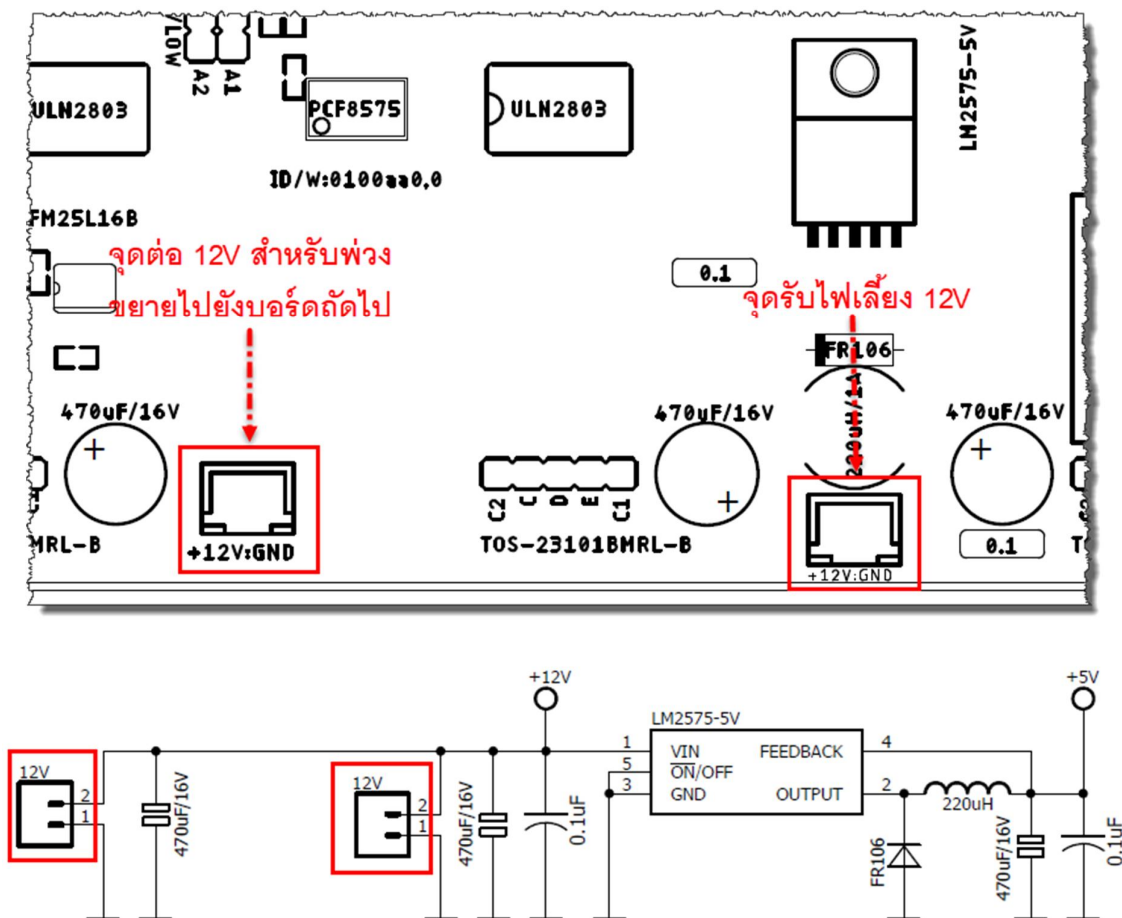 /LOW
A2
A1
ULN2803
PCF8575
ULN2803
LM2575-5V
ID/W:0100aa0,0
FM25L16B
จุดต่อ 12V สำหรับพ่วง
ขยายไปยังบอร์ดถัดไป
0.1
จุดรับไฟเลี้ยง 12V
FR106
220uH/1A
470uF/16V
470uF/16V
470uF/16V
+
+
+
C2
C
D
E
C1
MRL-B
+12V:GND
TOS-23101BMRL-B
0.1
+12V:GND
+12V
+5V
LM2575-5V
12V
2
1
470uF/16V
12V
2
1
470uF/16V
0.1uF
1
VIN
FEEDBACK
4
5
ON/OFF
3
GND
OUTPUT
2
220uH
FR106
470uF/16V
0.1uF